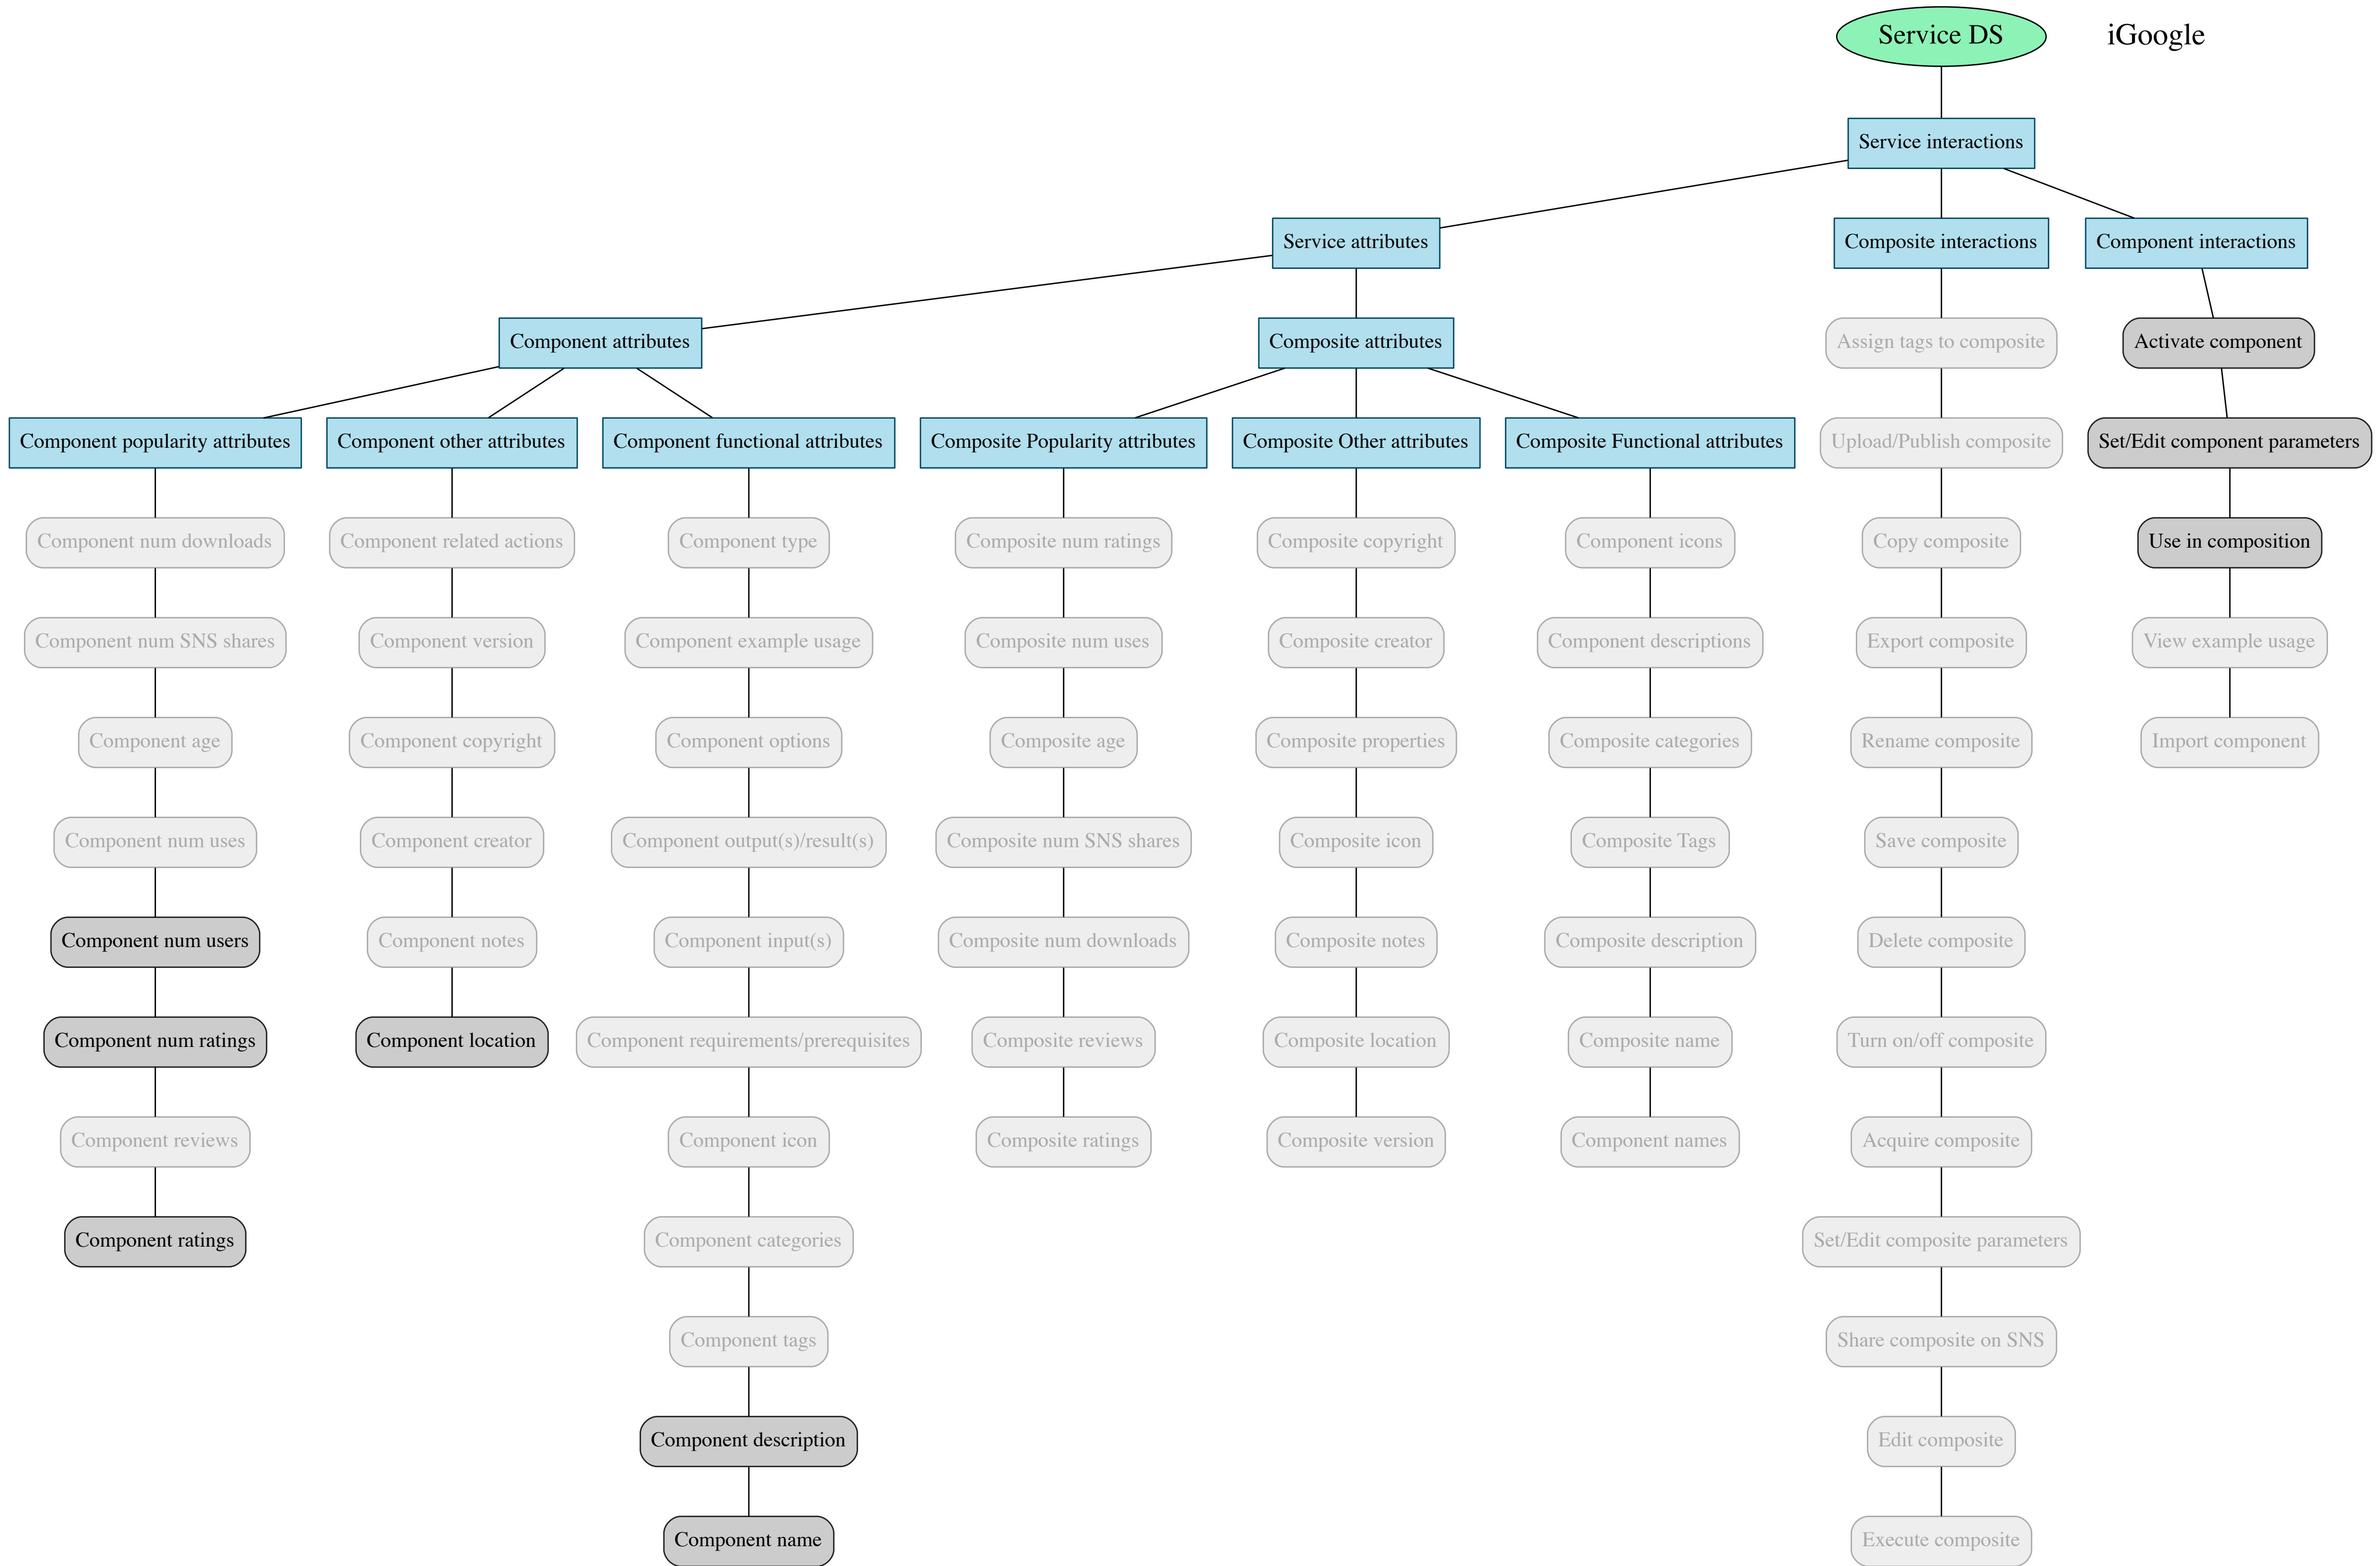 Service DS
iGoogle
Service interactions
Service attributes
Composite interactions
Component interactions
Component attributes
Composite attributes
Assign tags to composite
Activate component
Component popularity attributes
Component other attributes
Component functional attributes
Composite Popularity attributes
Composite Other attributes
Composite Functional attributes
Upload/Publish composite
Set/Edit component parameters
Component num downloads
Component related actions
Component type
Composite num ratings
Composite copyright
Component icons
Copy composite
Use in composition
Component num SNS shares
Component version
Component example usage
Composite num uses
Composite creator
Component descriptions
Export composite
View example usage
Component age
Component copyright
Component options
Composite age
Composite properties
Composite categories
Rename composite
Import component
Component num uses
Component creator
Component output(s)/result(s)
Composite num SNS shares
Composite icon
Composite Tags
Save composite
Component num users
Component notes
Component input(s)
Composite num downloads
Composite notes
Composite description
Delete composite
Component num ratings
Component location
Component requirements/prerequisites
Composite reviews
Composite location
Composite name
Turn on/off composite
Component reviews
Component icon
Composite ratings
Composite version
Component names
Acquire composite
Component ratings
Component categories
Set/Edit composite parameters
Component tags
Share composite on SNS
Component description
Edit composite
Component name
Execute composite